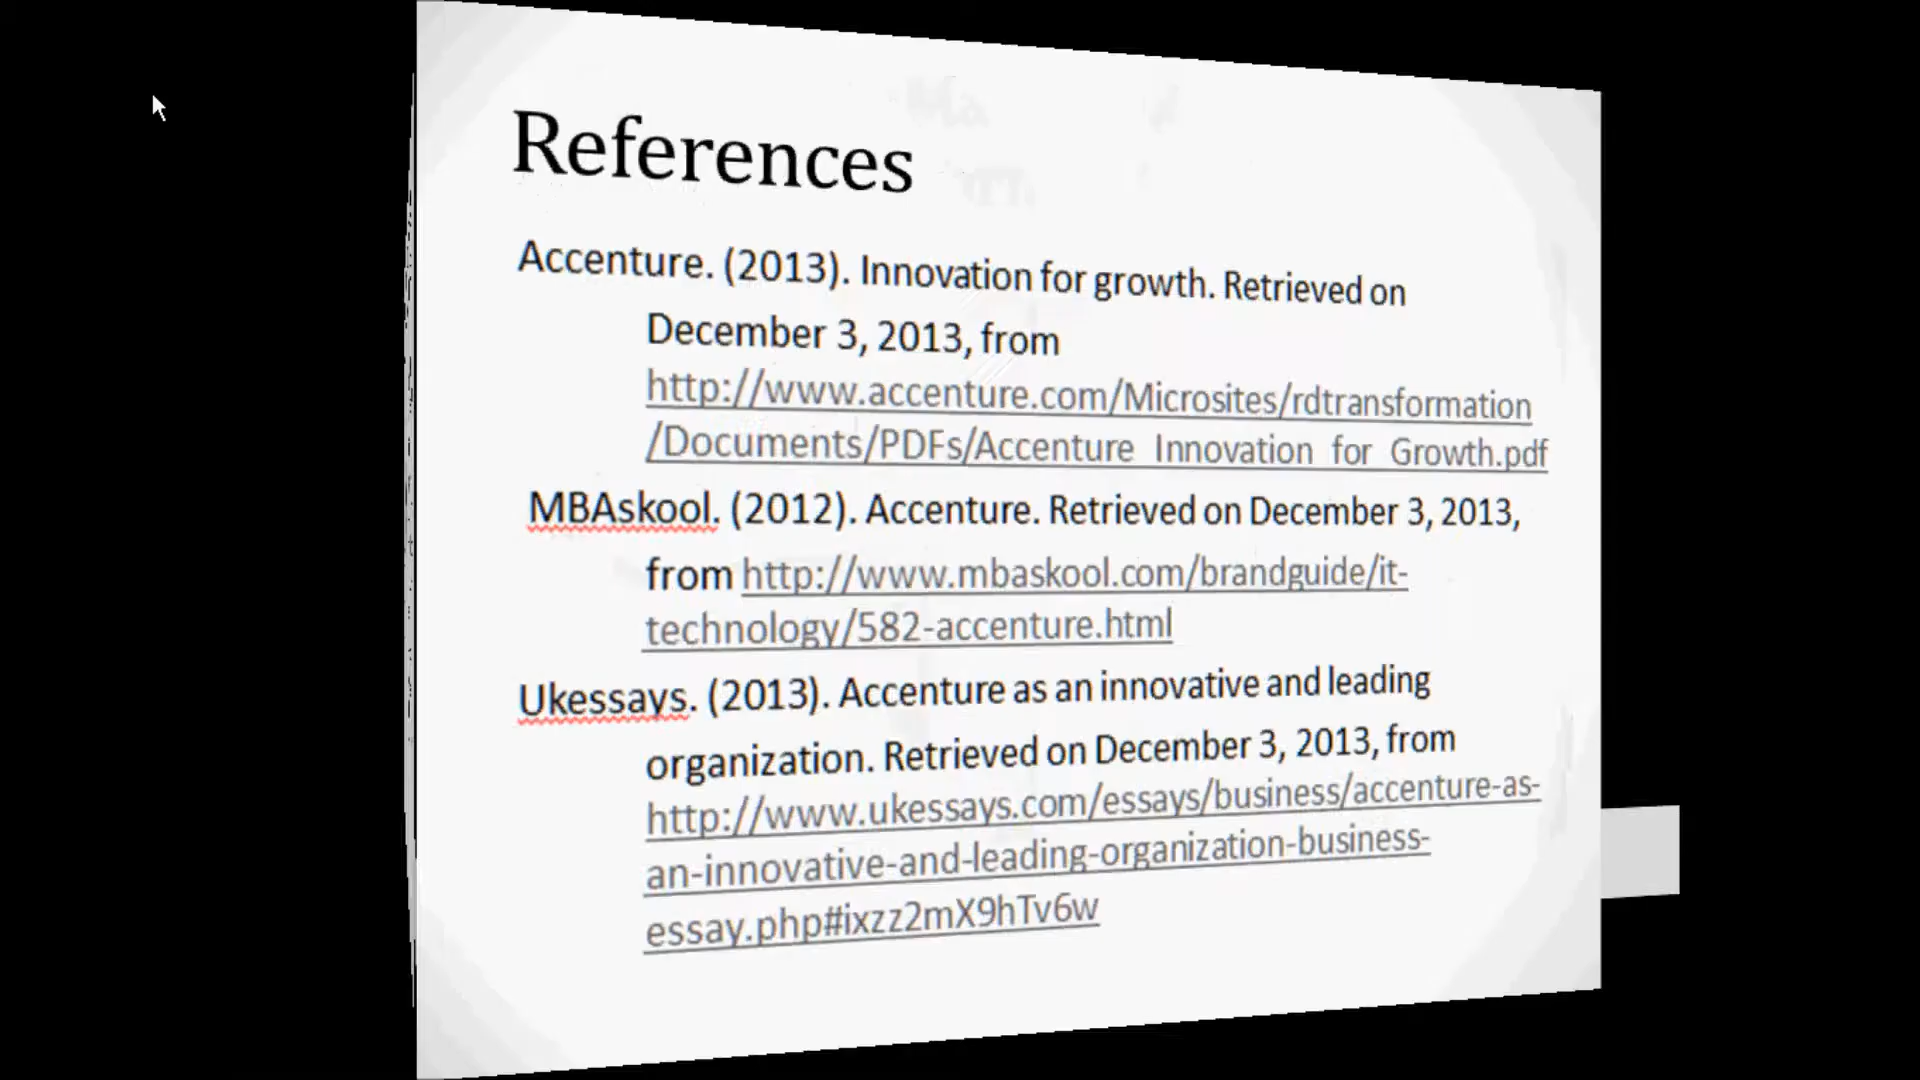 References
Accenture. (2013). Innovation for growth. Retrieved on
December 3, 2013, from
http://www.accenture.com/Microsites/rdtransformation
/Documents/PDFs/Accenture_Innovation_for_Growth.pdf
MBAskool. (2012). Accenture. Retrieved on December 3, 2013,
from http://www.mbaskool.com/brandguide/it-
technology/582-accenture.html
Ukessays. (2013). Accenture as an innovative and leading
organization. Retrieved on December 3, 2013, from
http://www.ukessays.com/essays/business/accenture-as-
an-innovative-and-leading-organization-business-
essay.php#ixzz2mX9hTv6w